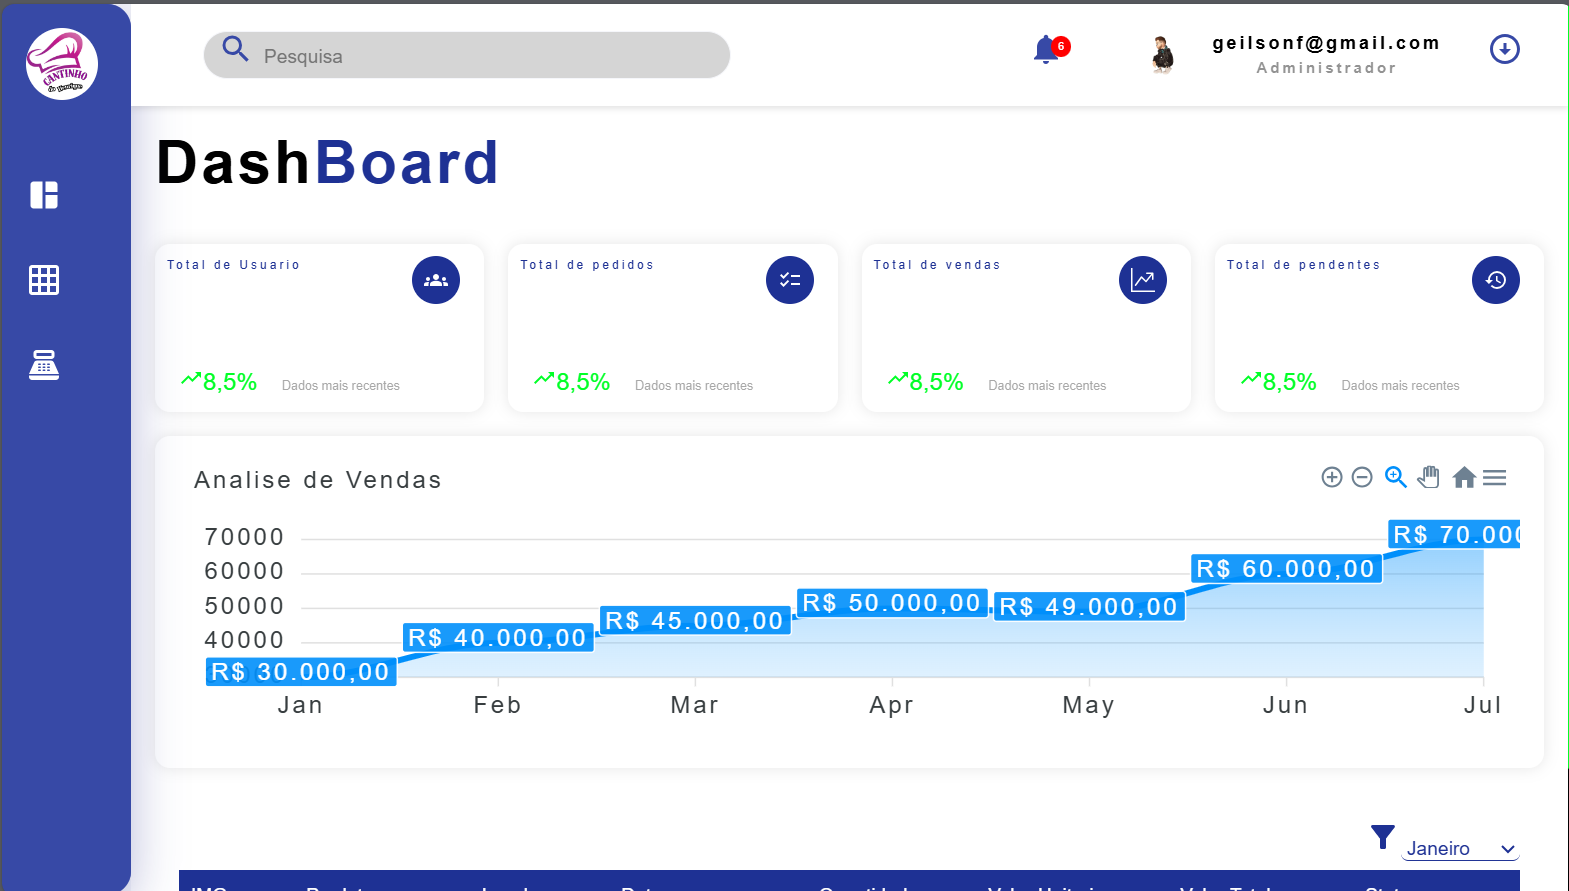 CANTINHO
Pesquisa
6
geilsonf@gmail.com
Administrador
DashBoard
Total de Usuario
8,5% Dados mais recentes
Total de pedidos
8,5% Dados mais recentes
Total de vendas
8,5% Dados mais recentes
Total de pendentes
8,5% Dados mais recentes
Analise de Vendas
70000
60000
50000
40000
R$ 30.000,00
R$ 40.000,00
R$ 45.000,00
R$ 50.000,00
R$ 49.000,00
R$ 60.000,00
R$ 70.000
Jan Feb Mar Apr May Jun Jul
Janeiro